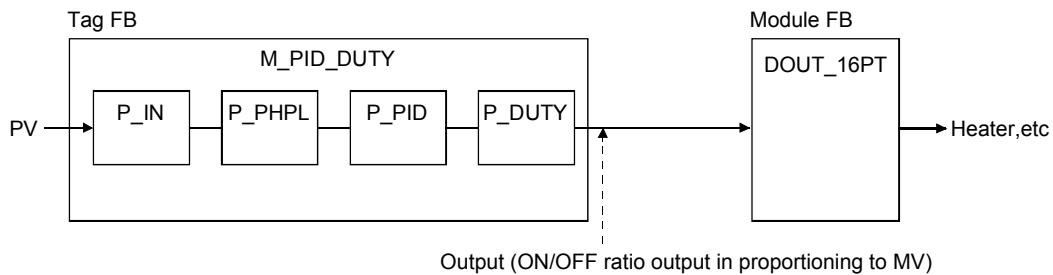 Tag FB
Module FB
M_PID_DUTY
DOUT_16PT
P_IN
P_PHPL
P_PID
P_DUTY
PV
Heater,etc
Output (ON/OFF ratio output in proportioning to MV)